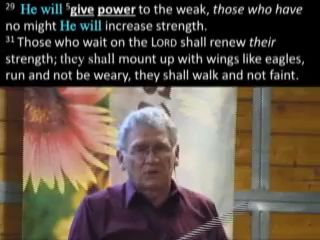 29 He will 5give power to the weak, those who have
no might He will increase strength.
31 Those who wait on the LORD shall renew their
strength; they shall mount up with wings like eagles,
run and not be weary, they shall walk and not faint.